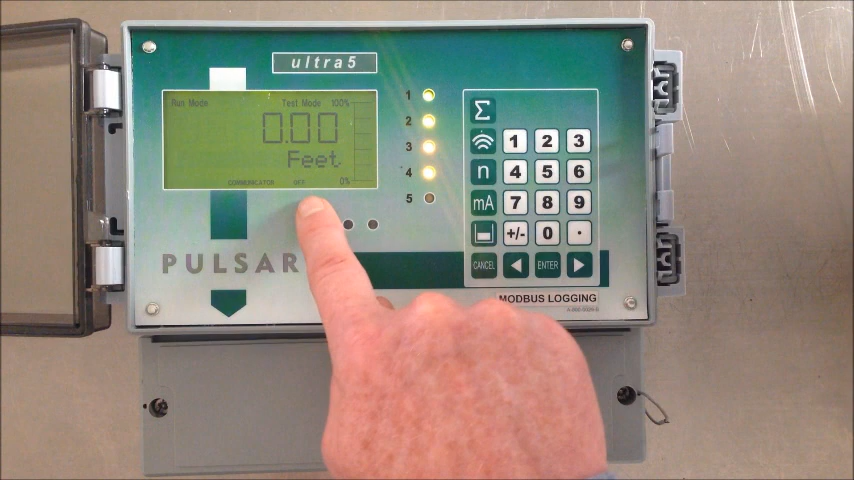 ultra5
Run Mode Test Mode 100%
0.00
Feet
COMMUNICATOR OFF 0%
PULSAR
1
2
3
4
5
Σ
1 2 3
n 4 5 6
mA 7 8 9
+/- 0 .
CANCEL ENTER
MODBUS LOGGING